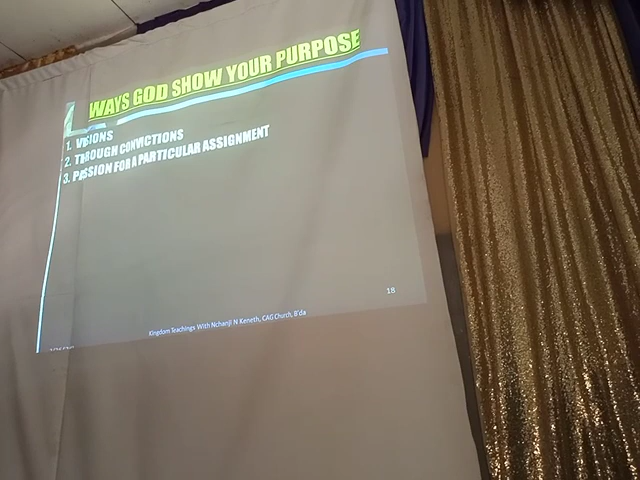 WAYS GOD SHOW YOUR PURPOSE
1. VISIONS
2. THROUGH CONVICTIONS
3. PASSION FOR A PARTICULAR ASSIGNMENT
18
Kingdom Teachings With Nchanji N Keneth, CAG Church, B'da